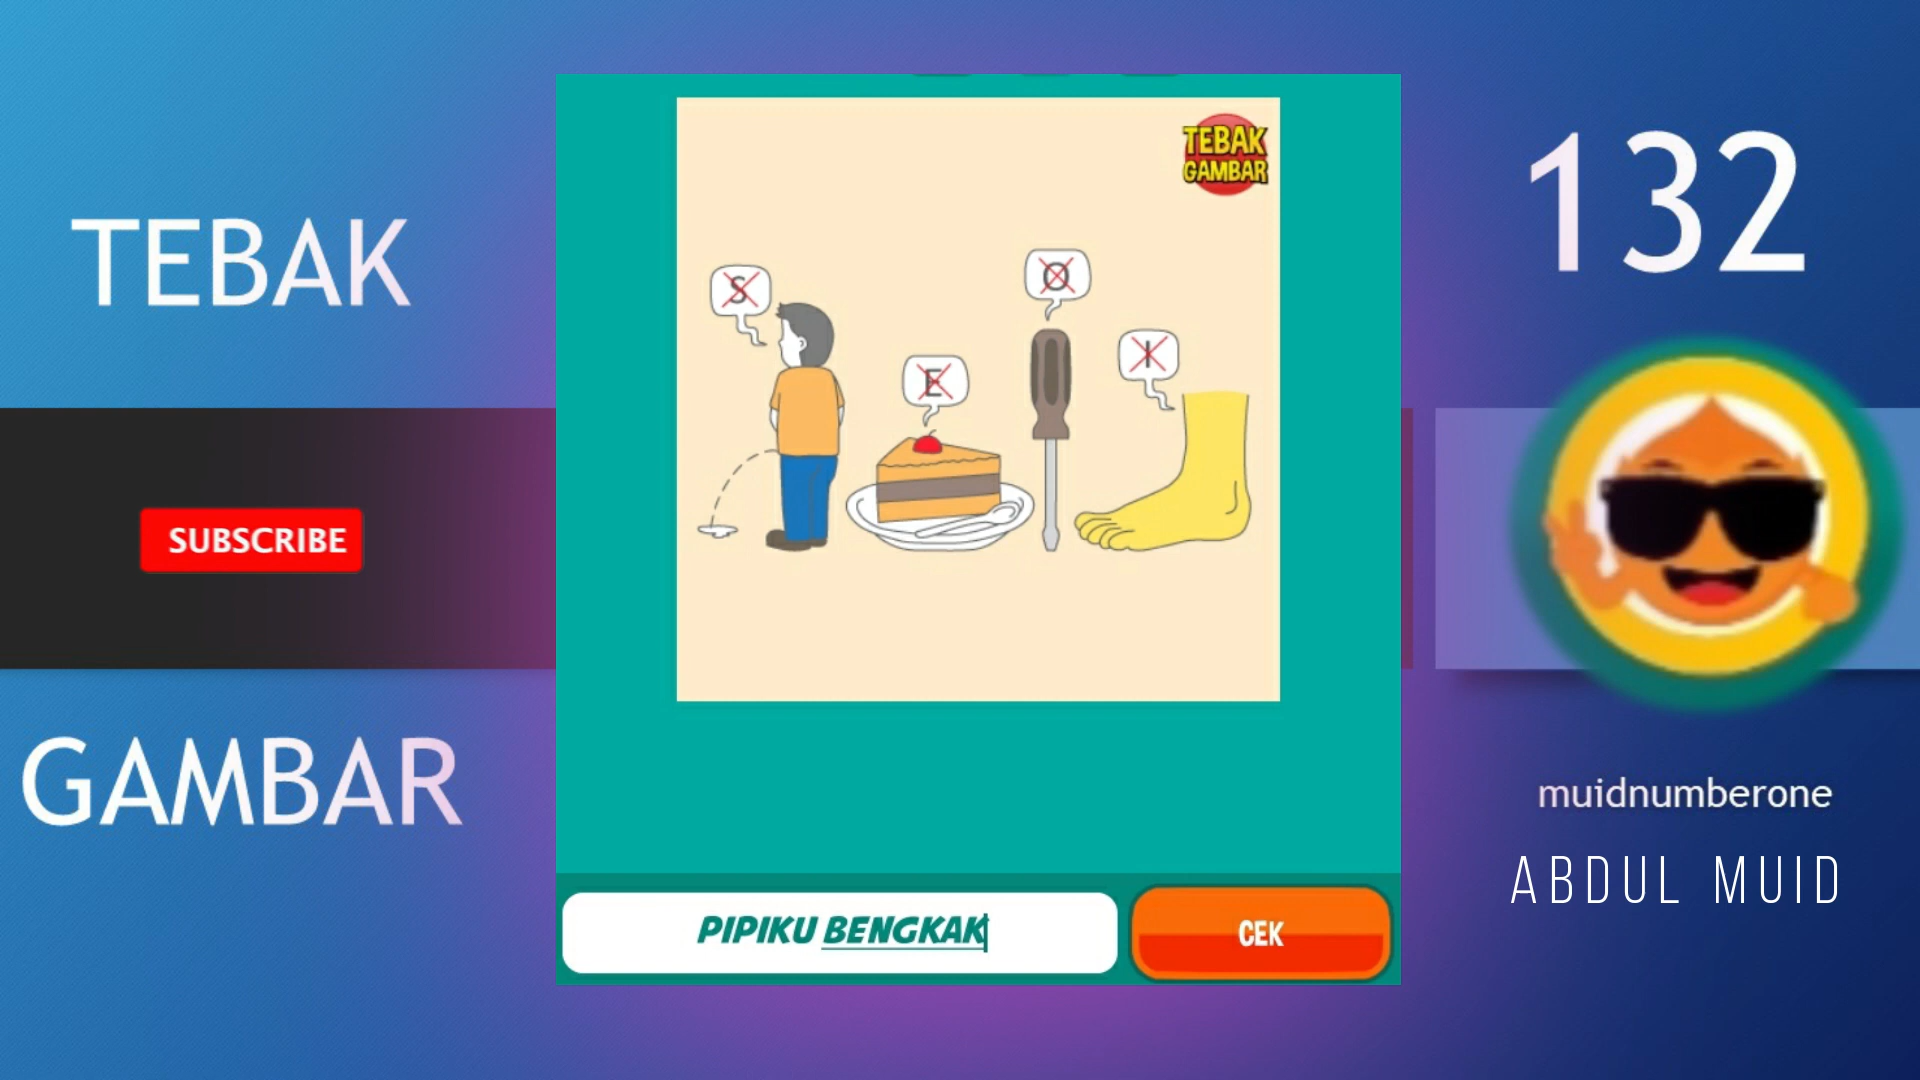 TEBAK
GAMBAR
SUBSCRIBE
TEBAK
GAMBAR
S
E
O
I
PIPIKU BENGKAK
CEK
132
muidnumberone
ABDUL MUID